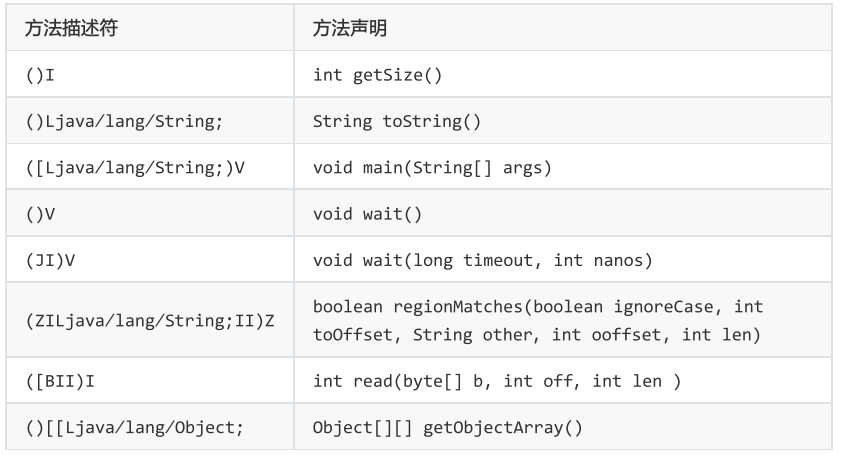 方法描述符 方法声明
()I int getSize()
()Ljava/lang/String; String toString()
([Ljava/lang/String;)V void main(String[] args)
()V void wait()
(JI)V void wait(long timeout, int nanos)
(ZILjava/lang/String;II)Z boolean regionMatches(boolean ignoreCase, int
toOffset, String other, int ooffset, int len)
([BII)I int read(byte[] b, int off, int len )
()[[Ljava/lang/Object; Object[][] getObjectArray()